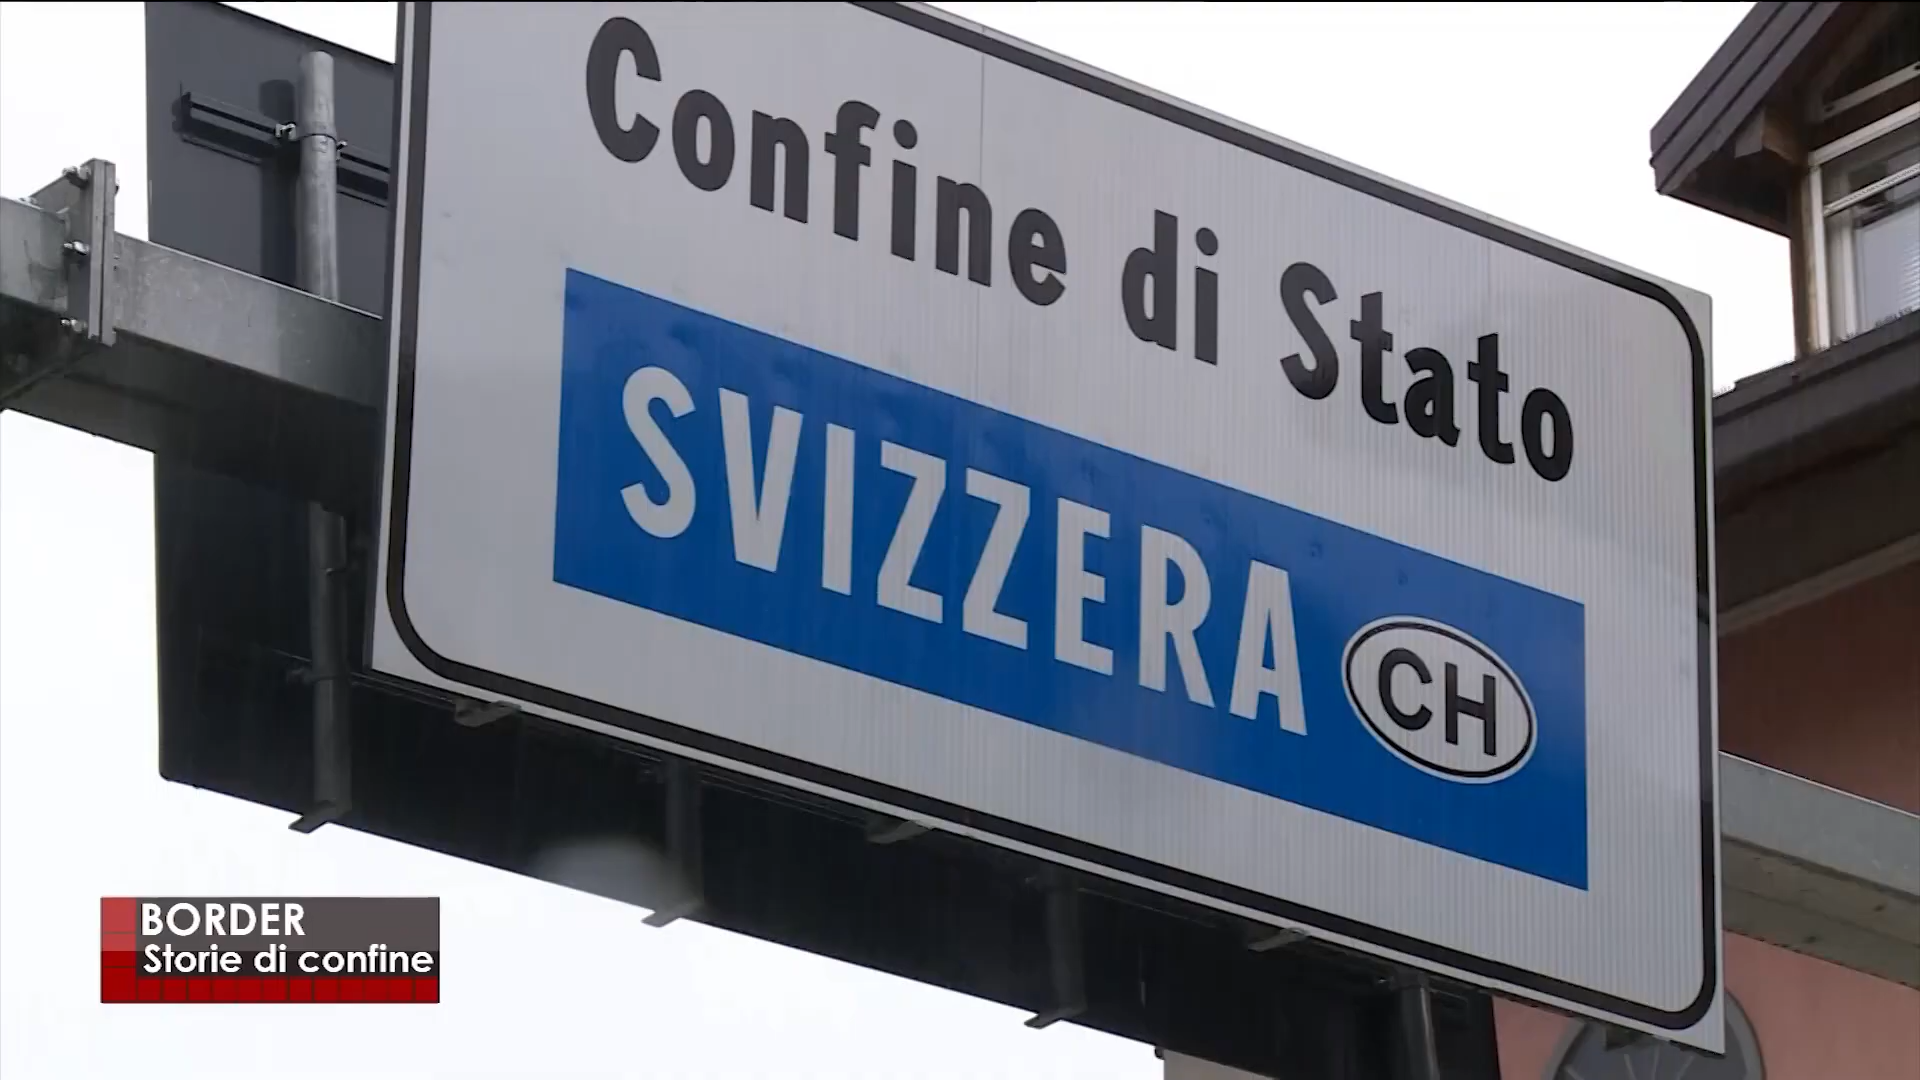 Confine di Stato
SVIZZERA CH
BORDER
Storie di confine